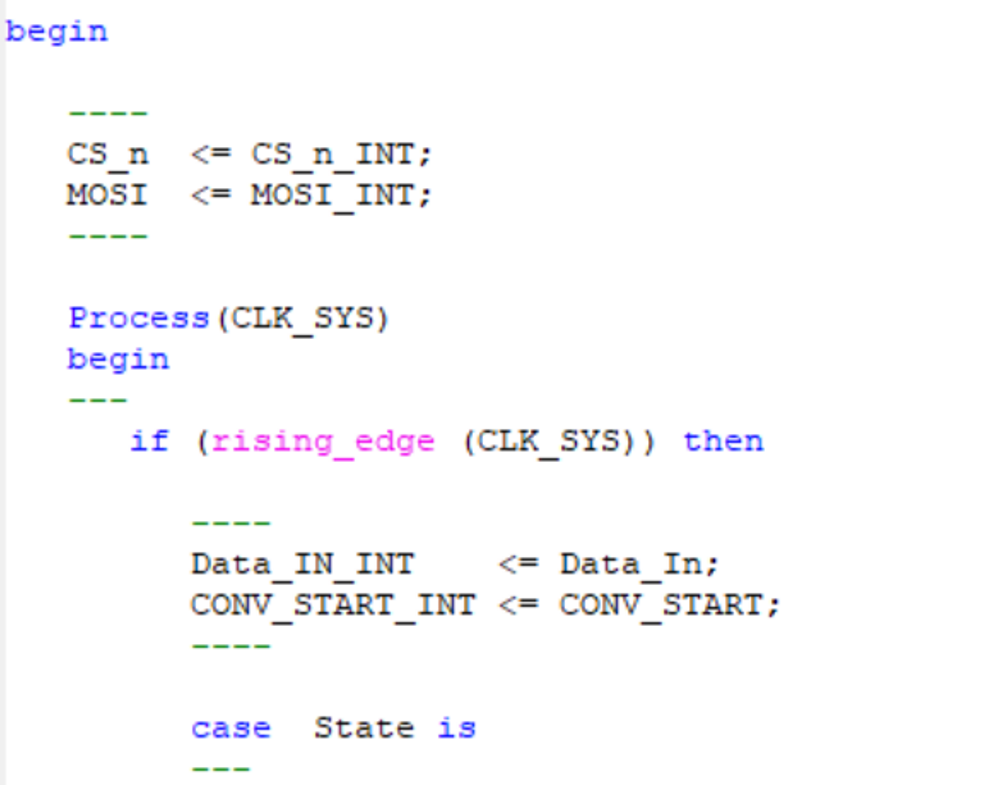 begin
----
CS_n <= CS_n_INT;
MOSI <= MOSI_INT;
----
Process(CLK_SYS)
begin
---
if (rising_edge (CLK_SYS)) then
----
Data_IN_INT <= Data_In;
CONV_START_INT <= CONV_START;
----
case State is
---